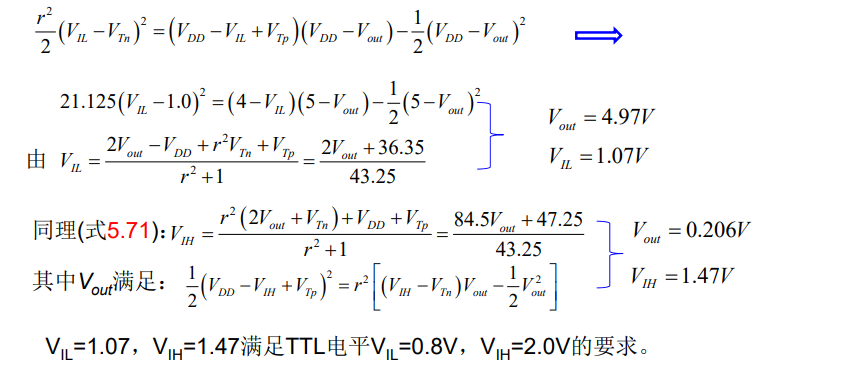 r²/2(V_IL−V_Tn)²=(V_DD−V_IL+V_Tp)(V_DD−V_out)−1/2(V_DD−V_out)²
21.125(V_IL−1.0)²=(4−V_IL)(5−V_out)−1/2(5−V_out)²
V_out=4.97V
由 V_IL=(2V_out−V_DD+r²V_Tn+V_Tp)/(r²+1)=(2V_out+36.35)/43.25
V_IL=1.07V
同理(式5.71):V_IH=(r²(2V_out+V_Tn)+V_DD+V_Tp)/(r²+1)=(84.5V_out+47.25)/43.25
V_out=0.206V
其中V_out满足: 1/2(V_DD−V_IH+V_Tp)²=r²[(V_IH−V_Tn)V_out−1/2V_out²]
V_IH=1.47V
V_IL=1.07，V_IH=1.47满足TTL电平V_IL=0.8V，V_IH=2.0V的要求。